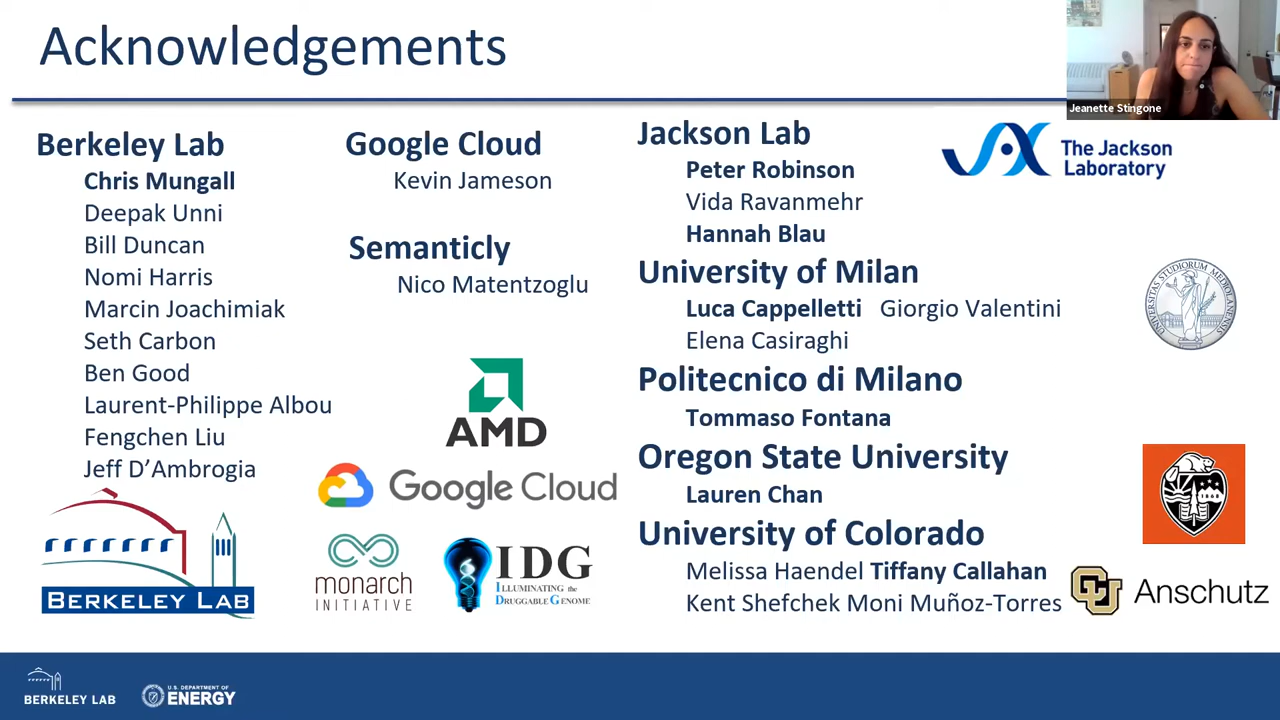 Acknowledgements
Jeanette Stingone
Berkeley Lab
Chris Mungall
Deepak Unni
Bill Duncan
Nomi Harris
Marcin Joachimiak
Seth Carbon
Ben Good
Laurent-Philippe Albou
Fengchen Liu
Jeff D’Ambrogia
BERKELEY LAB
Google Cloud
Kevin Jameson
Semanticly
Nico Matentzoglu
AMD
Google Cloud
monarch
INITIATIVE
IDG
ILLUMINATING the
DRUGGABLE GENOME
Jackson Lab
Peter Robinson
Vida Ravanmehr
Hannah Blau
The Jackson
Laboratory
University of Milan
Luca Cappelletti Giorgio Valentini
Elena Casiraghi
UNIVERSITAS STUDIORUM MEDIOLANENSIS
Politecnico di Milano
Tommaso Fontana
Oregon State University
Lauren Chan
University of Colorado
Melissa Haendel Tiffany Callahan
Kent Shefchek Moni Muñoz-Torres
CU Anschutz
BERKELEY LAB
U.S. DEPARTMENT OF
ENERGY